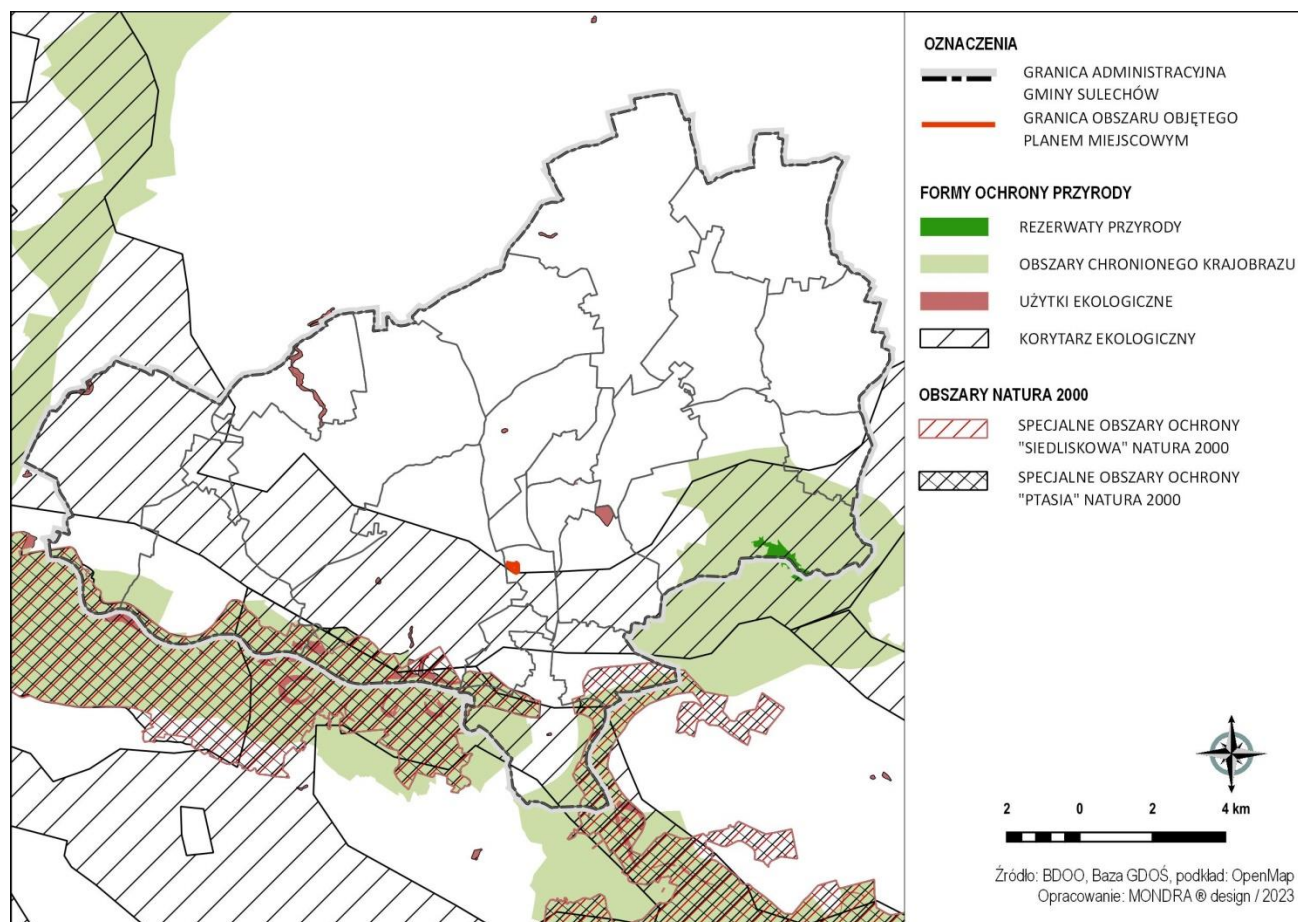 OZNACZENIA
GRANICA ADMINISTRACYJNA
GMINY SULECHÓW
GRANICA OBSZARU OBJĘTEGO
PLANEM MIEJSCOWYM
FORMY OCHRONY PRZYRODY
REZERWATY PRZYRODY
OBSZARY CHRONIONEGO KRAJOBRAZU
UŻYTKI EKOLOGICZNE
KORYTARZ EKOLOGICZNY
OBSZARY NATURA 2000
SPECJALNE OBSZARY OCHRONY
"SIEDLISKOWA" NATURA 2000
SPECJALNE OBSZARY OCHRONY
"PTASIA" NATURA 2000
2 0 2 4 km
Źródło: BDOO, Baza GDOŚ, podkład: OpenMap
Opracowanie: MONDRA ® design / 2023